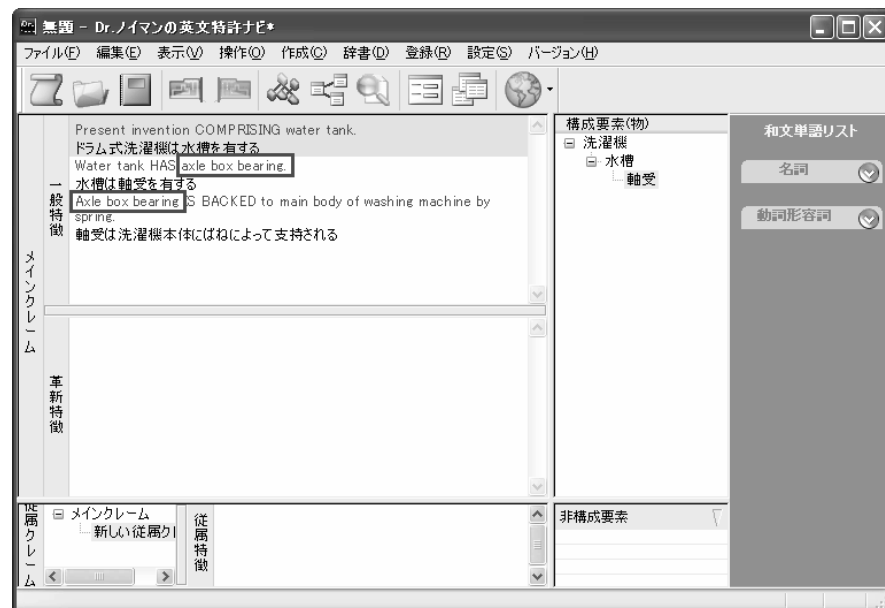 無題 - Dr.ノイマンの英文特許ナビ*
ファイル(F) 編集(E) 表示(V) 操作(O) 作成(C) 辞書(D) 登録(R) 設定(S) バージョン(H)
メインクレーム
一般特徴
Present invention COMPRISING water tank.
ドラム式洗濯機は水槽を有する
Water tank HAS axle box bearing.
水槽は軸受を有する
Axle box bearing IS BACKED to main body of washing machine by
spring.
軸受は洗濯機本体にばねによって支持される
革新特徴
構成要素(物)
洗濯機
水槽
軸受
和文単語リスト
名詞
動詞形容詞
従属クレーム
メインクレーム
新しい従属クl
従属特徴
非構成要素